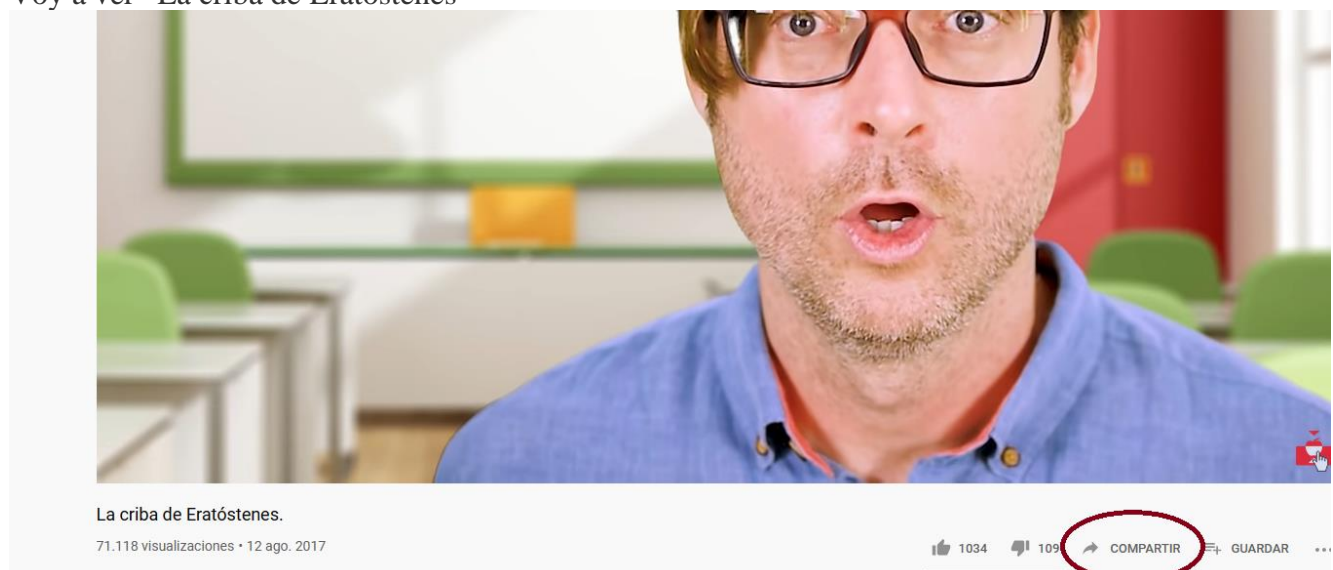 Voy a ver "La criba de Eratóstenes"
La criba de Eratóstenes.
71.118 visualizaciones • 12 ago. 2017
1034 109 COMPARTIR GUARDAR ...